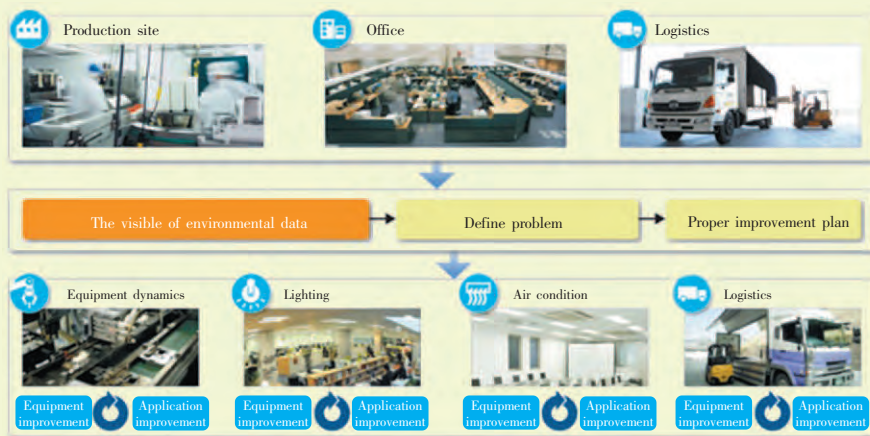 Production site
Office
Logistics
The visible of environmental data
Define problem
Proper improvement plan
Equipment dynamics
Lighting
Air condition
Logistics
Equipment
improvement
Application
improvement
Equipment
improvement
Application
improvement
Equipment
improvement
Application
improvement
Equipment
improvement
Application
improvement